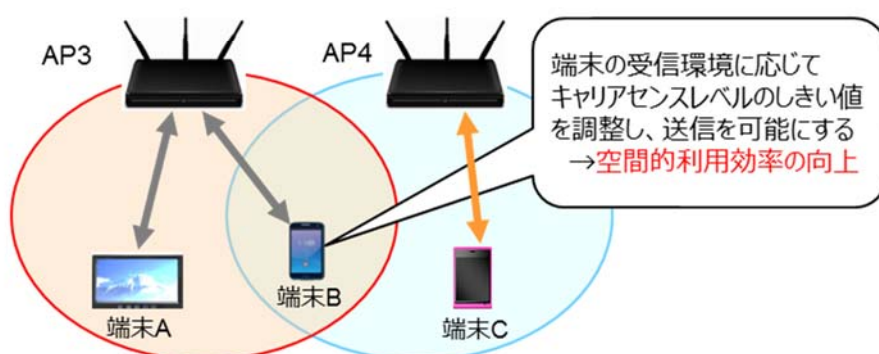 AP3
AP4
端末の受信環境に応じて
キャリアセンスレベルのしきい値
を調整し、送信を可能にする
→空間的利用効率の向上
端末A
端末B
端末C